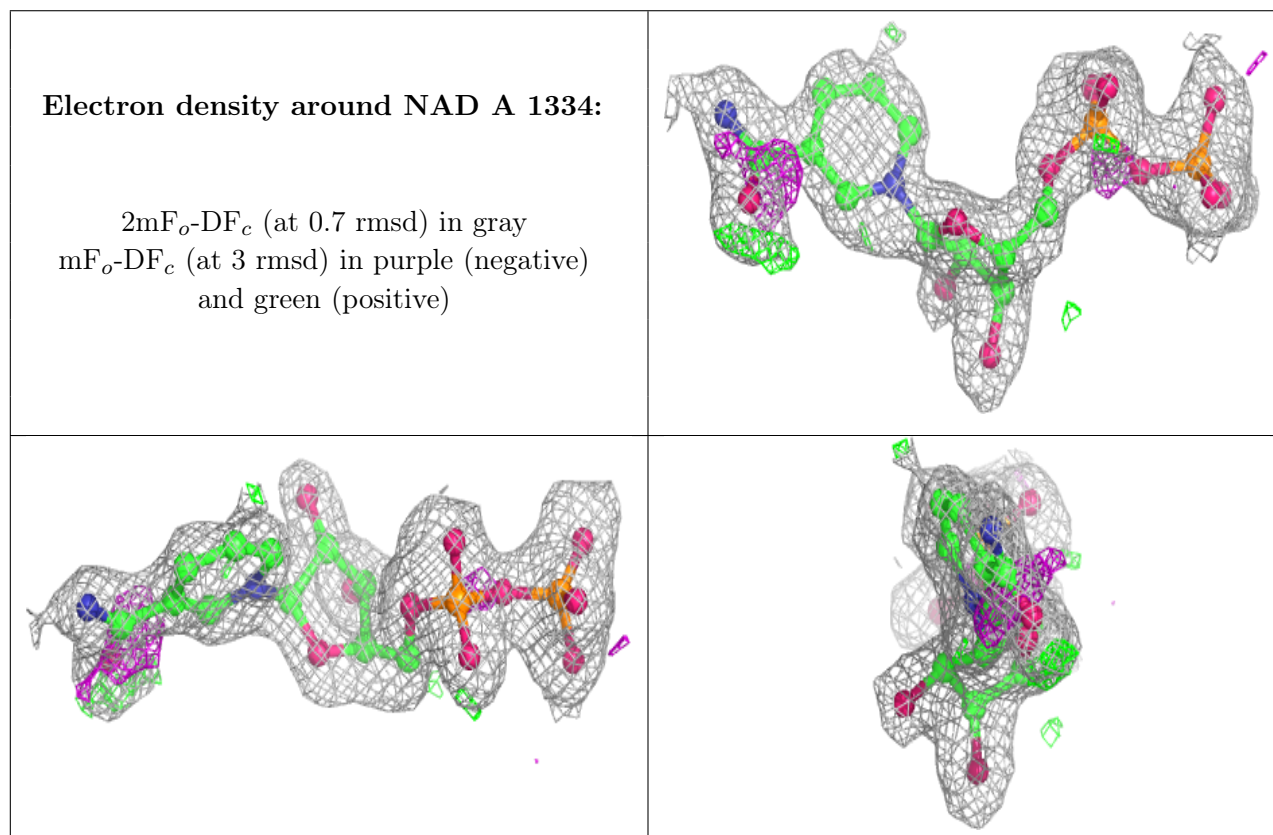 Electron density around NAD A 1334:
2mFo-DFc (at 0.7 rmsd) in gray
mFo-DFc (at 3 rmsd) in purple (negative)
and green (positive)